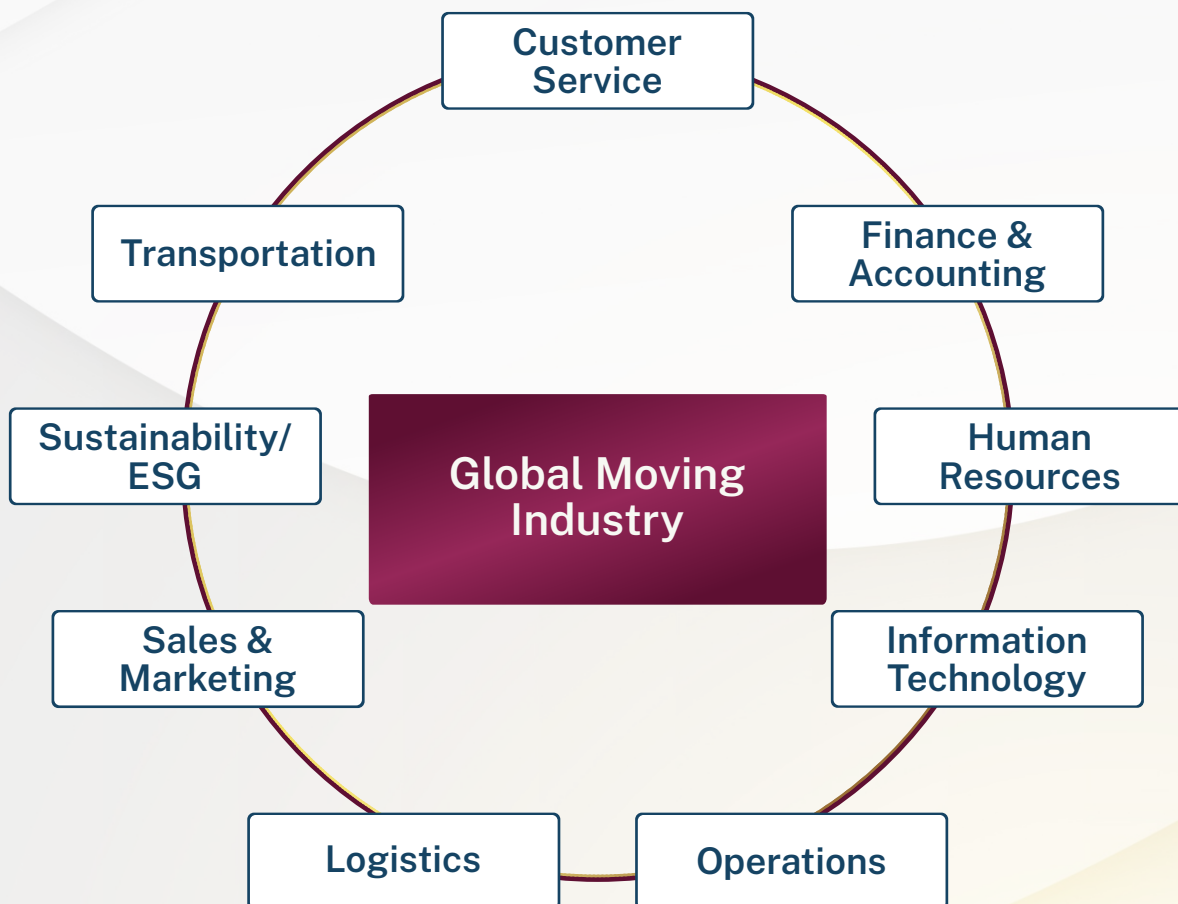 Customer
Service
Transportation
Finance &
Accounting
Sustainability/
ESG
Global Moving
Industry
Human
Resources
Sales &
Marketing
Information
Technology
Logistics
Operations